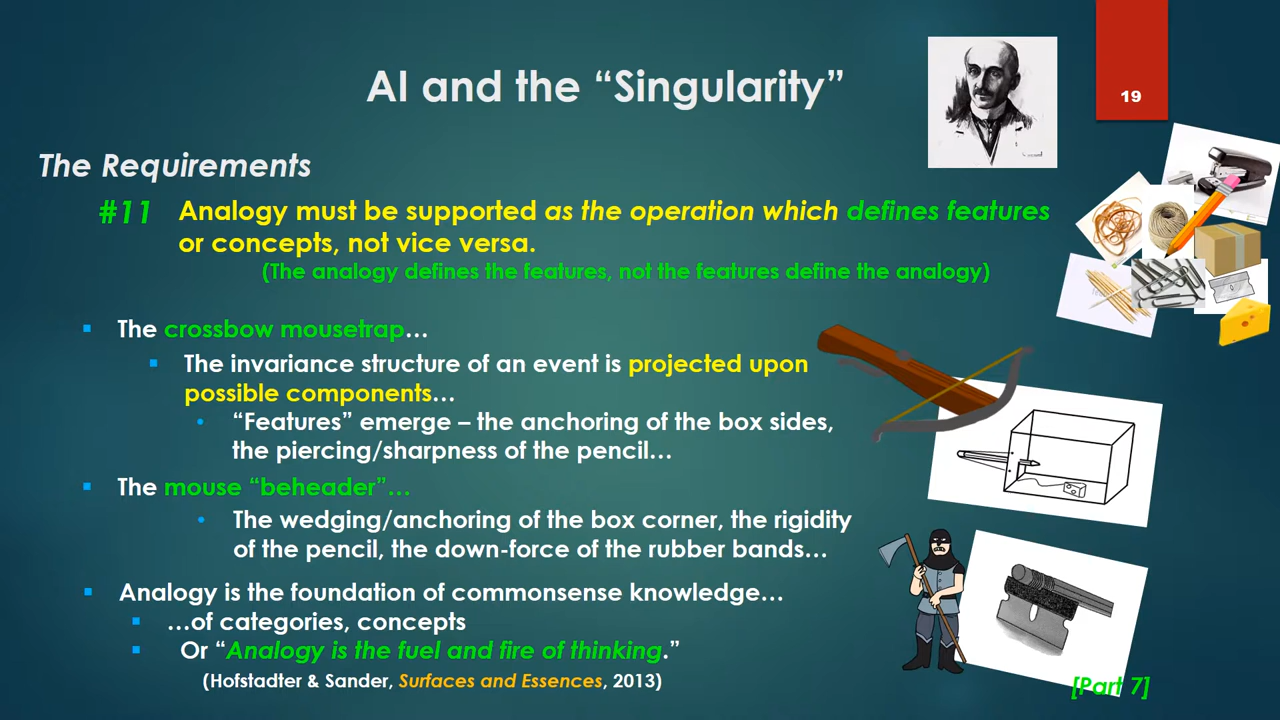 AI and the “Singularity”
19
The Requirements
#11 Analogy must be supported as the operation which defines features
or concepts, not vice versa.
(The analogy defines the features, not the features define the analogy)
The crossbow mousetrap…
The invariance structure of an event is projected upon
possible components…
“Features” emerge – the anchoring of the box sides,
the piercing/sharpness of the pencil…
The mouse “beheader”…
The wedging/anchoring of the box corner, the rigidity
of the pencil, the down-force of the rubber bands…
Analogy is the foundation of commonsense knowledge…
…of categories, concepts
Or “Analogy is the fuel and fire of thinking.”
(Hofstadter & Sander, Surfaces and Essences, 2013)
[Part 7]